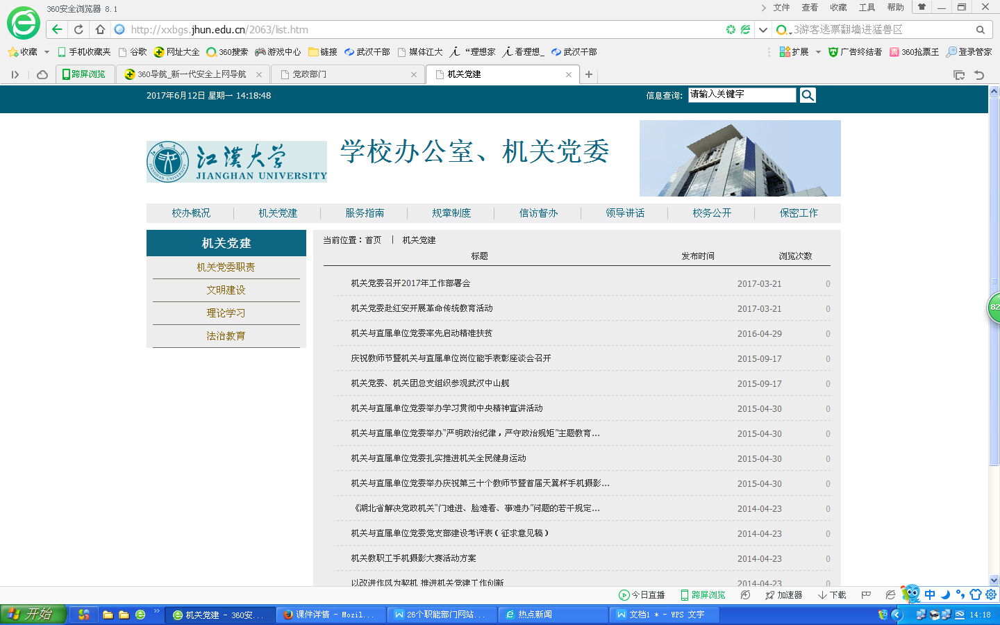 360安全浏览器 8.1
文件 查看 收藏 工具 帮助
http://xxbgs.jhun.edu.cn/2063/list.htm
3游客逃票翻墙进猛兽区
收藏 手机收藏夹 谷歌 网址大全 360搜索 游戏中心 链接 武汉干部 媒体江大 “理想家 看理想_ 武汉干部 扩展 广告终结者 360抢票王 登录管家
跨屏浏览 360导航_新一代安全上网导航 党政部门 机关党建
2017年6月12日 星期一 14:18:48
信息查询: 请输入关键字
江漢大学
JIANGHAN UNIVERSITY
学校办公室、机关党委
校办概况 机关党建 服务指南 规章制度 信访督办 领导讲话 校务公开 保密工作
机关党建
机关党委职责
文明建设
理论学习
法治教育
当前位置：首页 | 机关党建
标题 发布时间 浏览次数
机关党委召开2017年工作部署会 2017-03-21 0
机关党委赴红安开展革命传统教育活动 2017-03-21 0
机关与直属单位党委率先启动精准扶贫 2016-04-29 0
庆祝教师节暨机关与直属单位岗位能手表彰座谈会召开 2015-09-17 0
机关党委、机关团总支组织参观武汉中山舰 2015-09-17 0
机关与直属单位党委举办学习贯彻中央精神宣讲活动 2015-04-30 0
机关与直属单位党委举办“严明政治纪律，严守政治规矩”主题教育... 2015-04-30 0
机关与直属单位党委扎实推进机关全民健身运动 2015-04-30 0
机关与直属单位党委举办庆祝第三十个教师节暨首届天翼杯手机摄影... 2015-04-30 0
《湖北省解决党政机关“门难进、脸难看、事难办”问题的若干规定... 2014-04-23 0
机关与直属单位党委党支部建设考评表（征求意见稿） 2014-04-23 0
机关教职工手机摄影大赛活动方案 2014-04-23 0
以改进作风为契机 推进机关党建工作创新 2014-04-23 0
82
今日直播 跨屏浏览 加速器 下载
中
开始 机关党建 - 360安... 课件详情 - Mozil... 26个职能部门网站... 热点新闻 文档1 * - WPS 文字 14:18